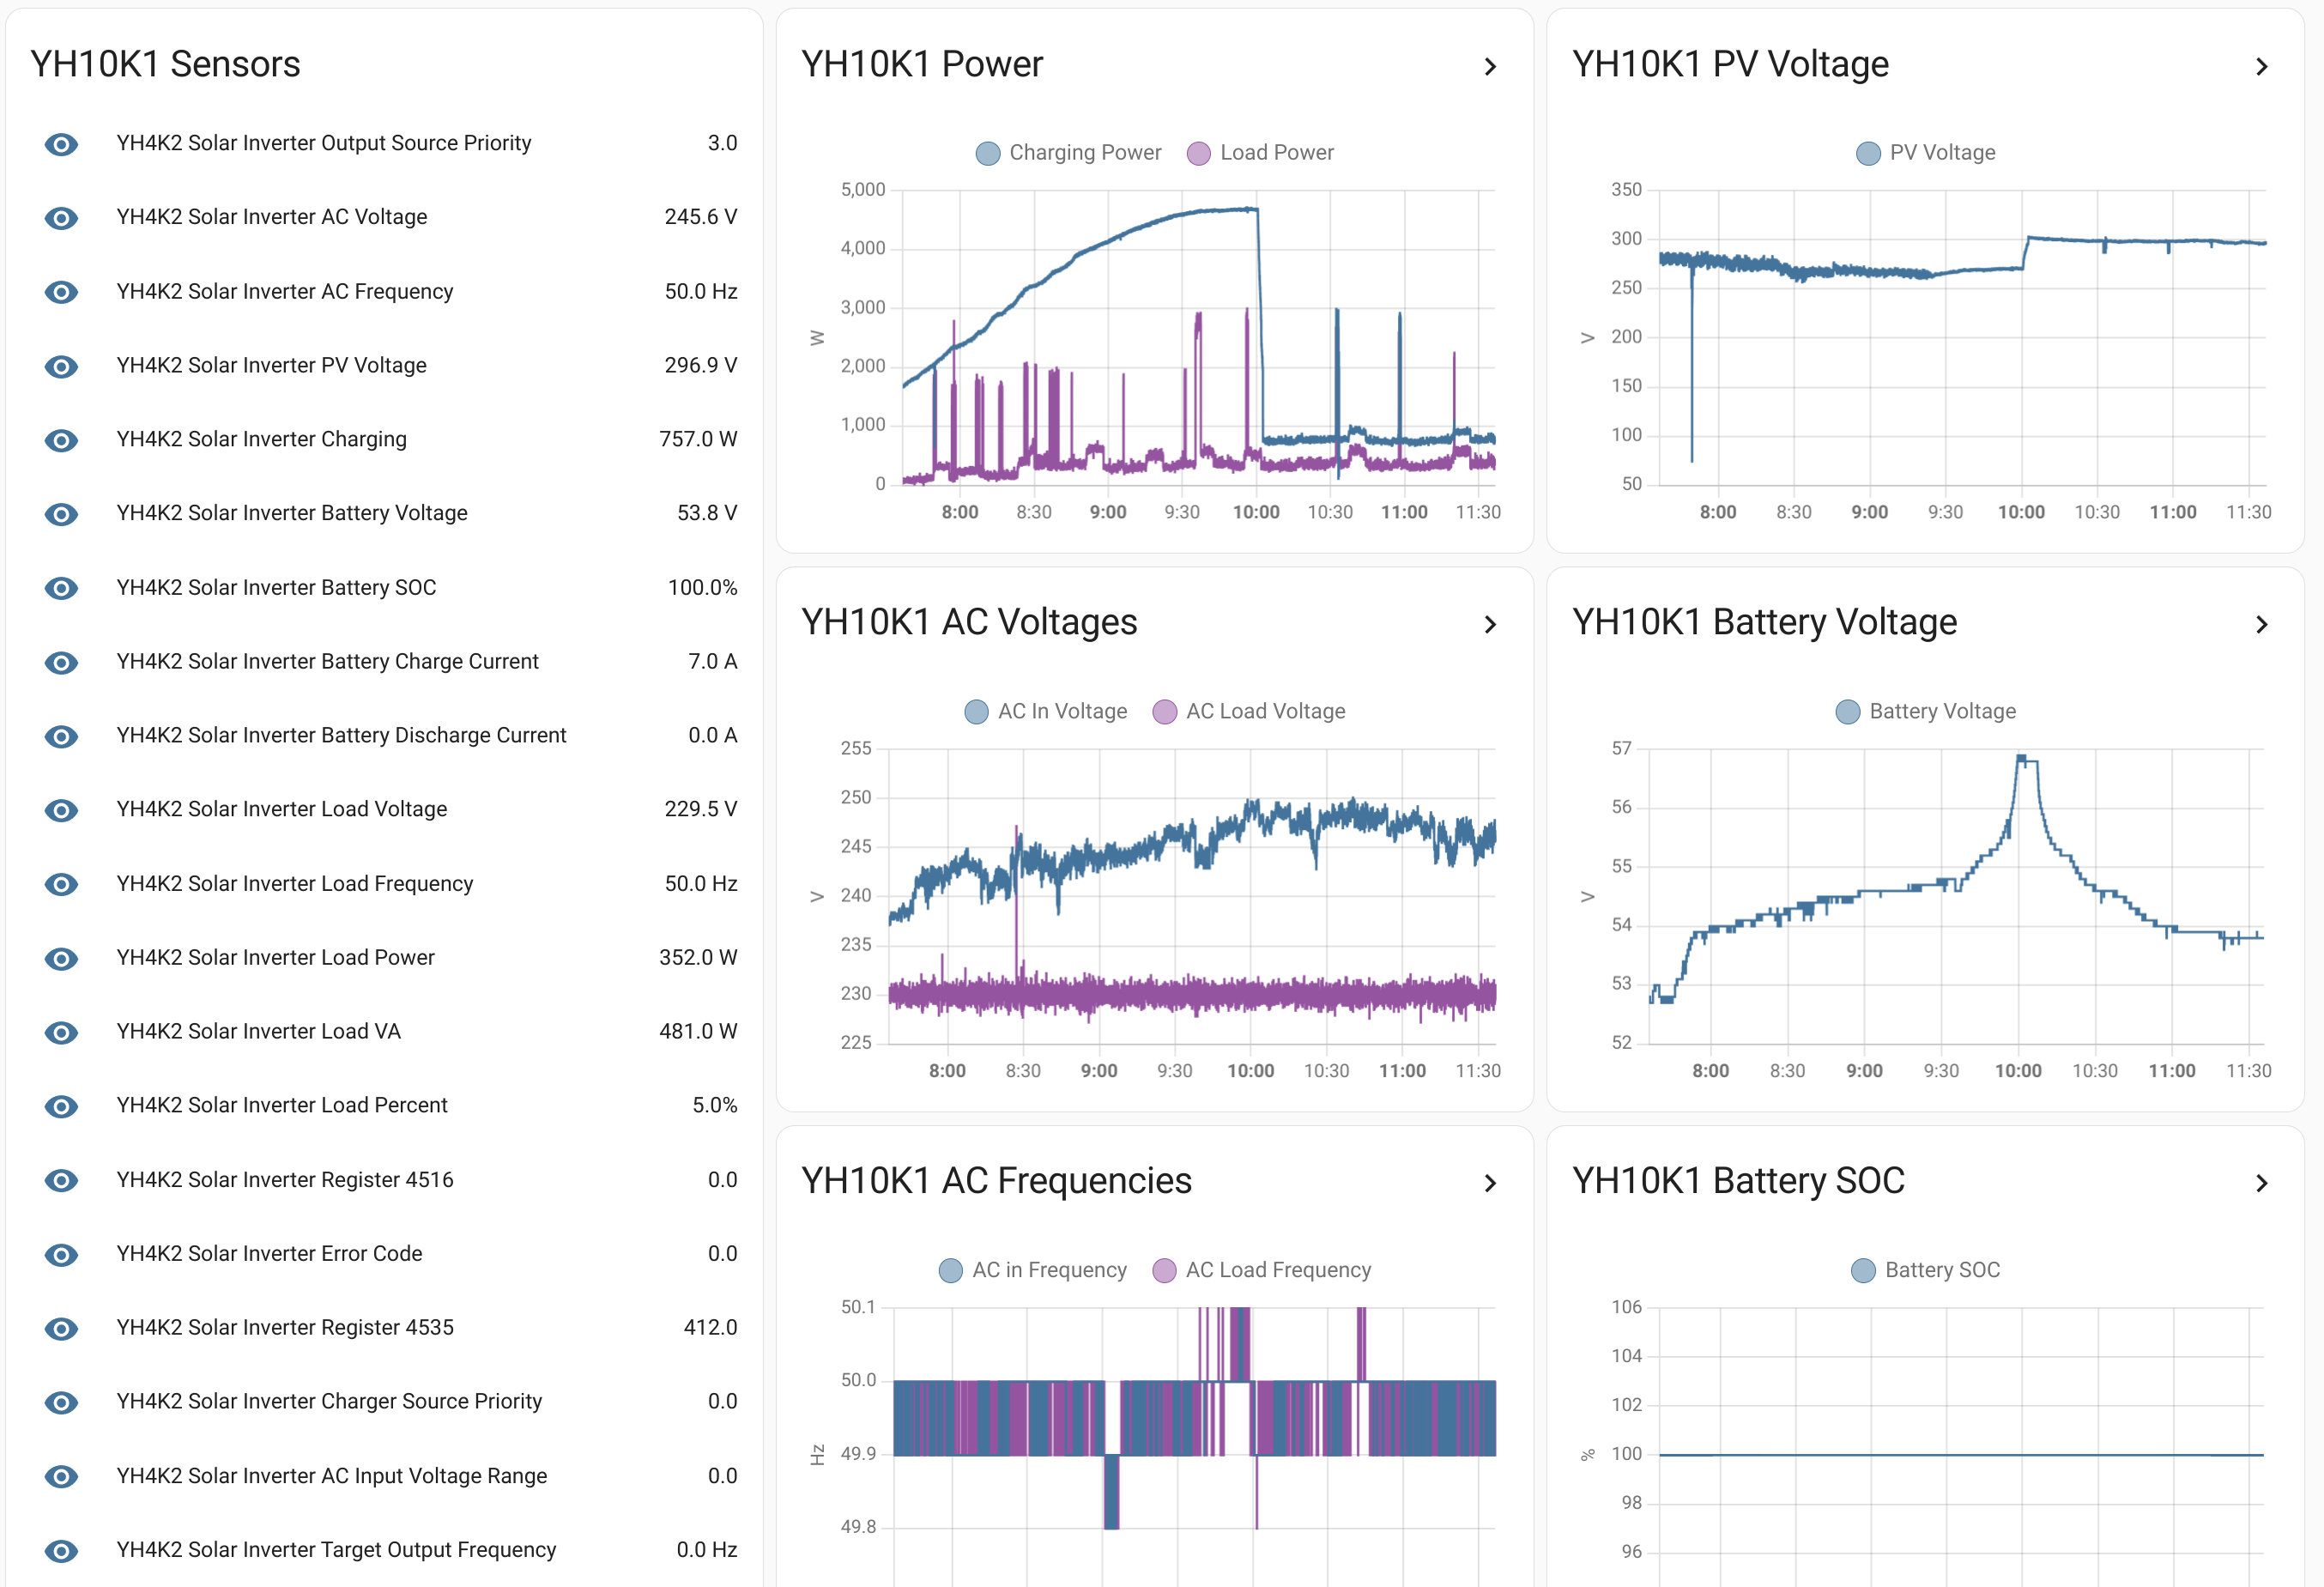 YH10K1 Sensors
YH4K2 Solar Inverter Output Source Priority 3.0
YH4K2 Solar Inverter AC Voltage 245.6 V
YH4K2 Solar Inverter AC Frequency 50.0 Hz
YH4K2 Solar Inverter PV Voltage 296.9 V
YH4K2 Solar Inverter Charging 757.0 W
YH4K2 Solar Inverter Battery Voltage 53.8 V
YH4K2 Solar Inverter Battery SOC 100.0%
YH4K2 Solar Inverter Battery Charge Current 7.0 A
YH4K2 Solar Inverter Battery Discharge Current 0.0 A
YH4K2 Solar Inverter Load Voltage 229.5 V
YH4K2 Solar Inverter Load Frequency 50.0 Hz
YH4K2 Solar Inverter Load Power 352.0 W
YH4K2 Solar Inverter Load VA 481.0 W
YH4K2 Solar Inverter Load Percent 5.0%
YH4K2 Solar Inverter Register 4516 0.0
YH4K2 Solar Inverter Error Code 0.0
YH4K2 Solar Inverter Register 4535 412.0
YH4K2 Solar Inverter Charger Source Priority 0.0
YH4K2 Solar Inverter AC Input Voltage Range 0.0
YH4K2 Solar Inverter Target Output Frequency 0.0 Hz
YH10K1 Power
Charging Power Load Power
5,000
4,000
3,000
W
2,000
1,000
0
8:00 8:30 9:00 9:30 10:00 10:30 11:00 11:30
YH10K1 PV Voltage
PV Voltage
350
300
250
200
V
150
100
50
8:00 8:30 9:00 9:30 10:00 10:30 11:00 11:30
YH10K1 AC Voltages
AC In Voltage AC Load Voltage
255
250
245
240
V
235
230
225
8:00 8:30 9:00 9:30 10:00 10:30 11:00 11:30
YH10K1 Battery Voltage
Battery Voltage
57
56
55
V
54
53
52
8:00 8:30 9:00 9:30 10:00 10:30 11:00 11:30
YH10K1 AC Frequencies
AC in Frequency AC Load Frequency
50.1
50.0
49.9
Hz
49.8
YH10K1 Battery SOC
Battery SOC
106
104
102
100
%
98
96